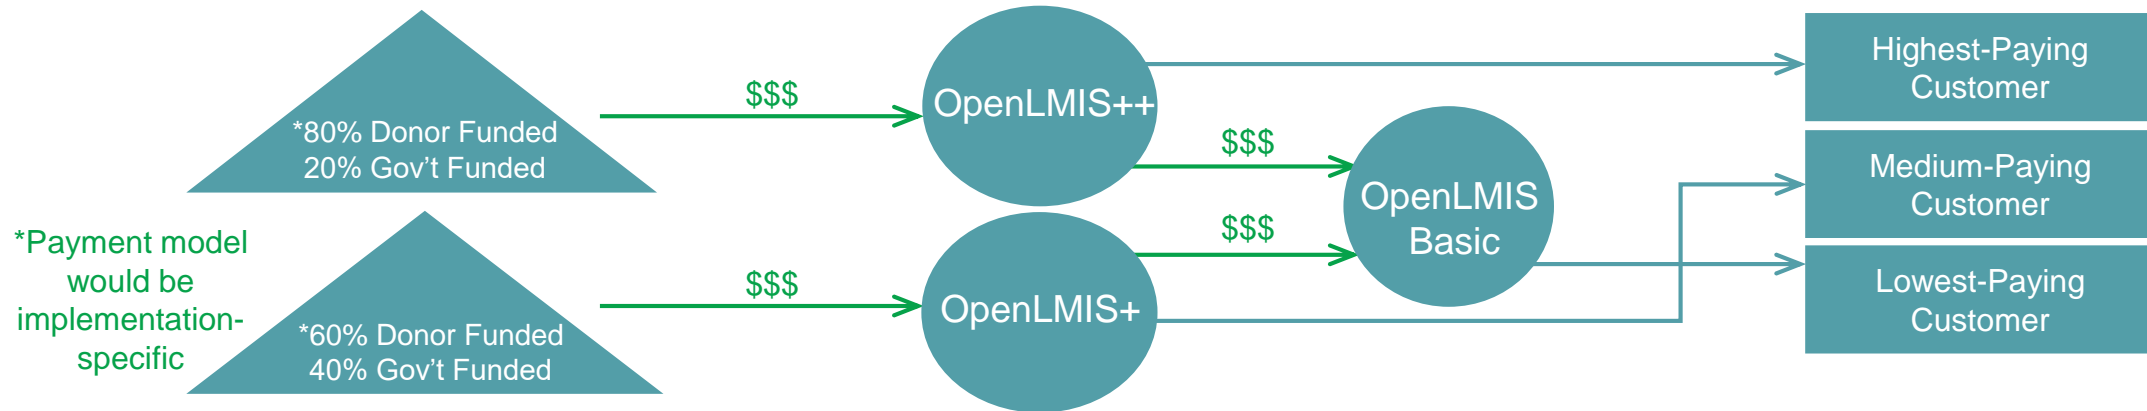 *80% Donor Funded
20% Gov't Funded
*Payment model
would be
implementation-
specific
*60% Donor Funded
40% Gov't Funded
$$$
$$$
OpenLMIS++
OpenLMIS+
$$$
$$$
OpenLMIS
Basic
Highest-Paying
Customer
Medium-Paying
Customer
Lowest-Paying
Customer